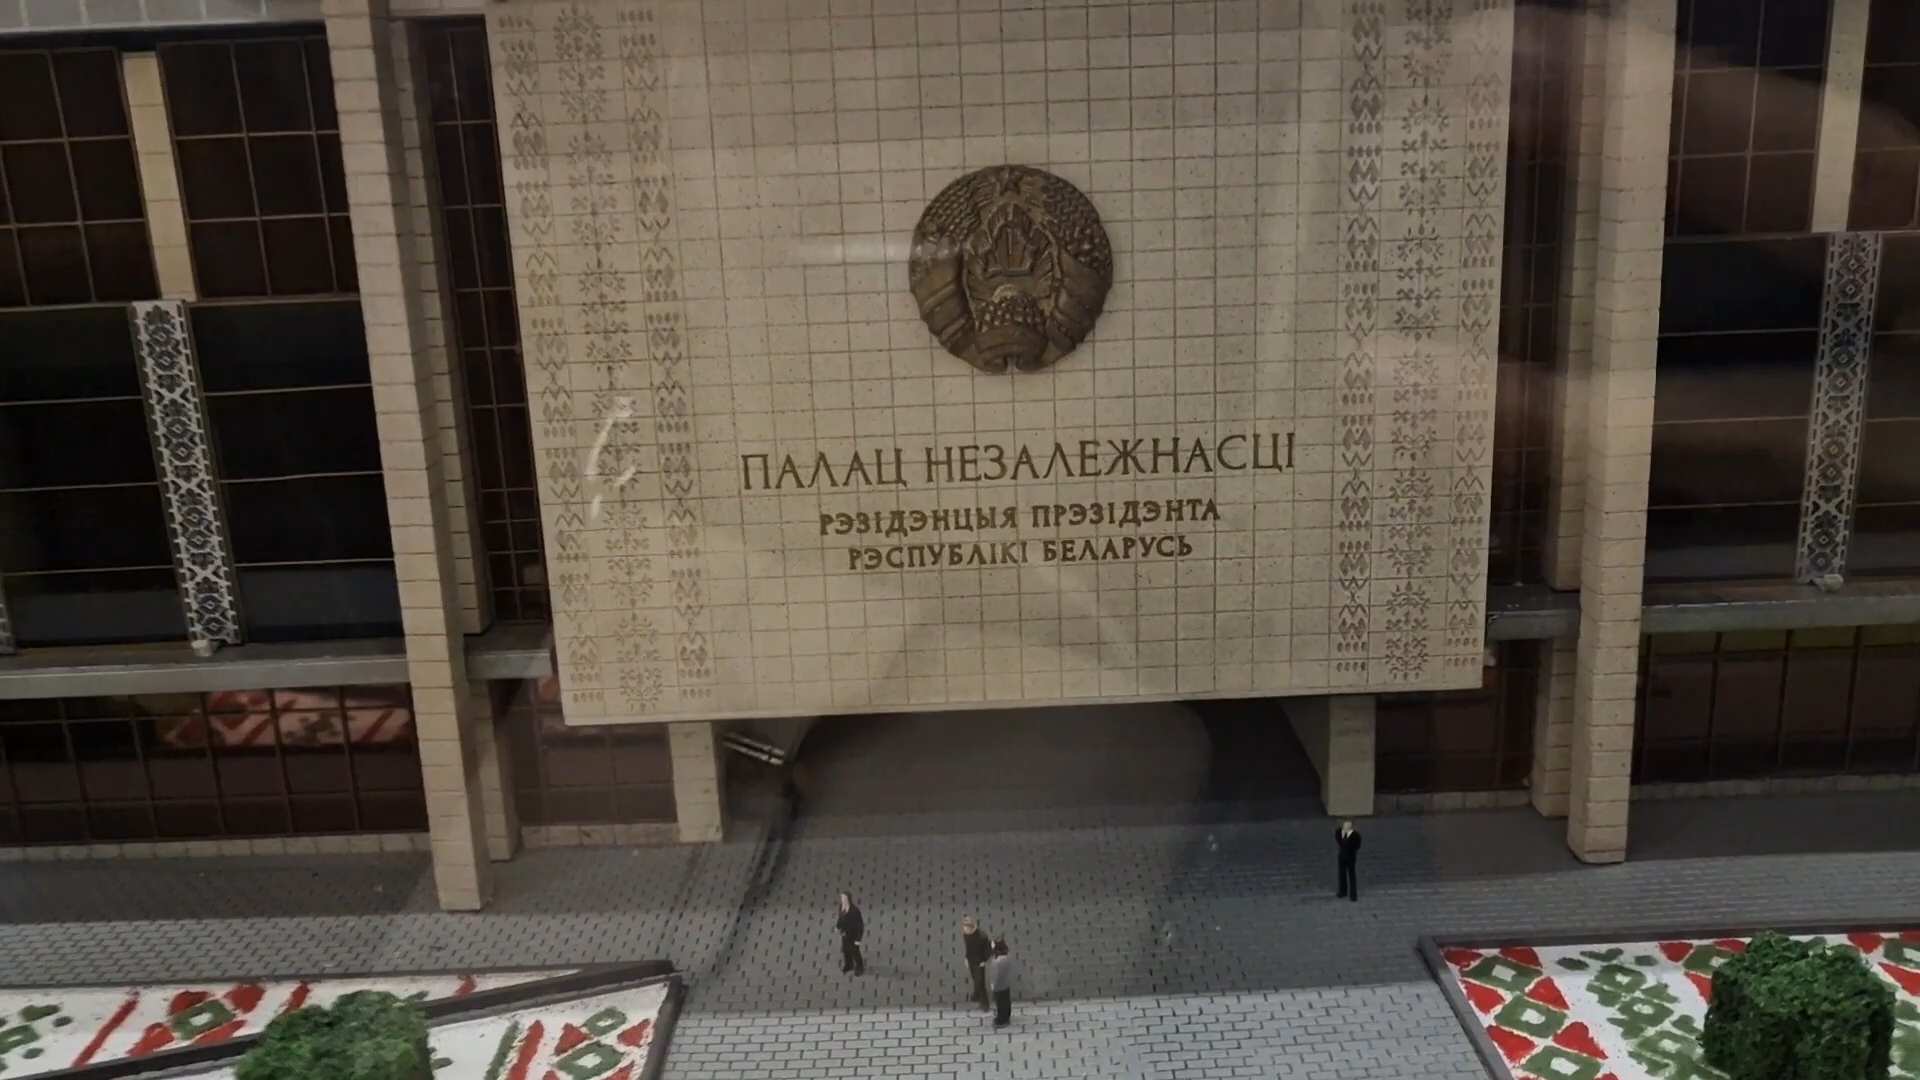 ПАЛАЦ НЕЗАЛЕЖНАСЦІ
РЭЗІДЭНЦЫЯ ПРЭЗІДЭНТА
РЭСПУБЛІКІ БЕЛАРУСЬ